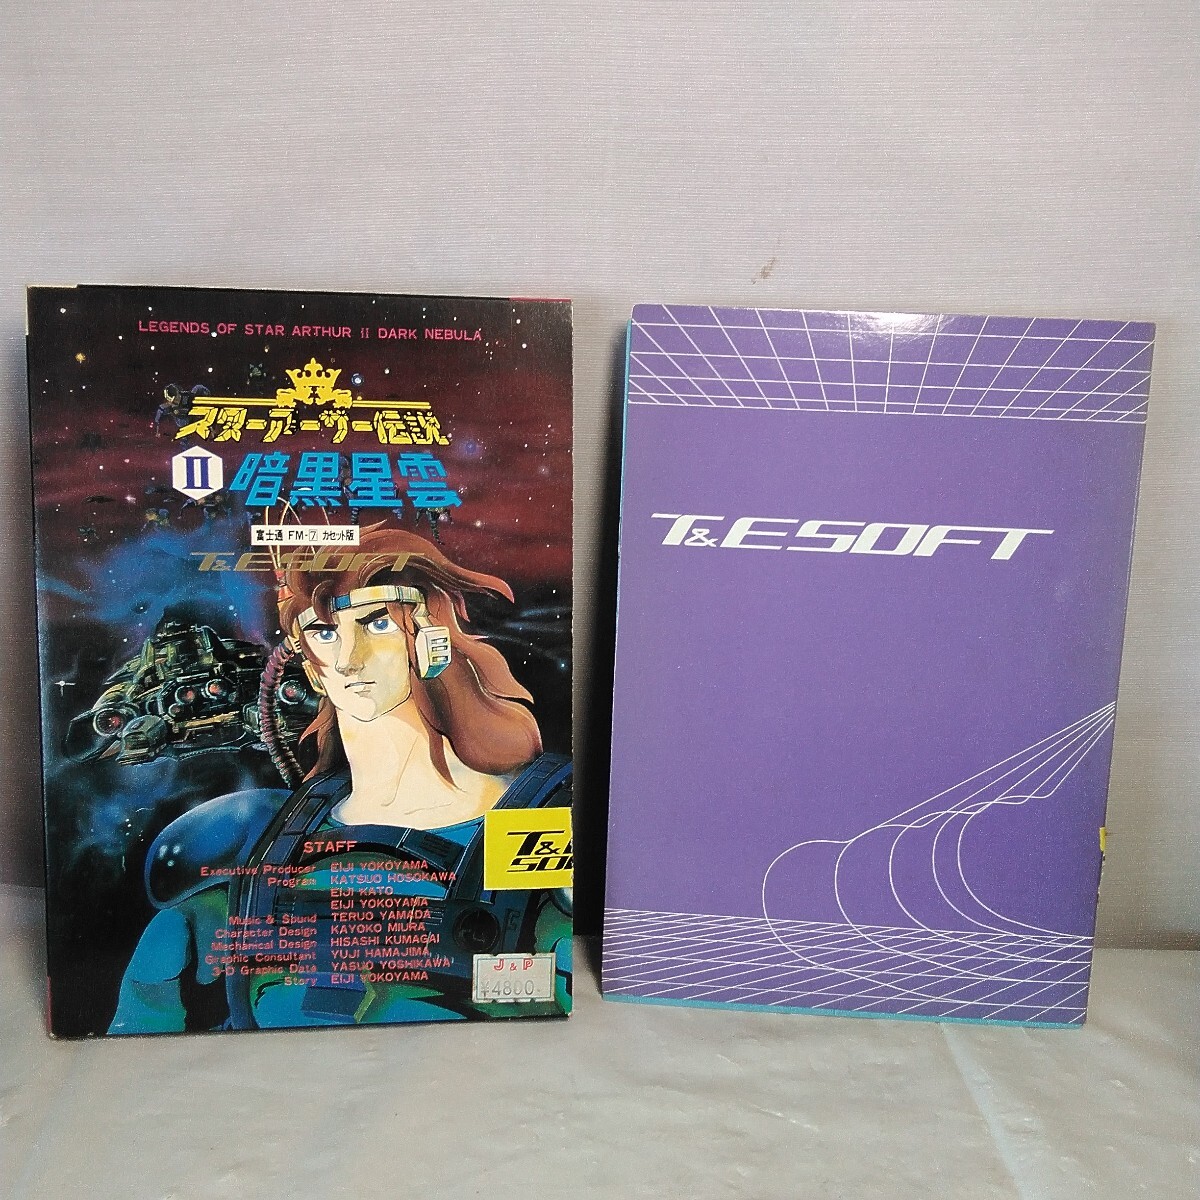 LEGENDS OF STAR ARTHUR II DARK NEBULA
スターアーサー伝説
II 暗黒星雲
富士通 FM-7 カセット版
T&E SOFT
STAFF
Executive Producer EIJI YOKOYAMA
Program KATSUO HOSOKAWA
EIJI KATO
EIJI YOKOYAMA
Music & Sound TERUO YAMADA
Character Design KAYOKO MIURA
Mechanical Design HISASHI KUMAGAI
Graphic Consultant YUJI HAMAJIMA
3-D Graphic Data YASUO YOSHIKAWA
Story EIJI YOKOYAMA
J&P
¥4800-
T&E SOFT